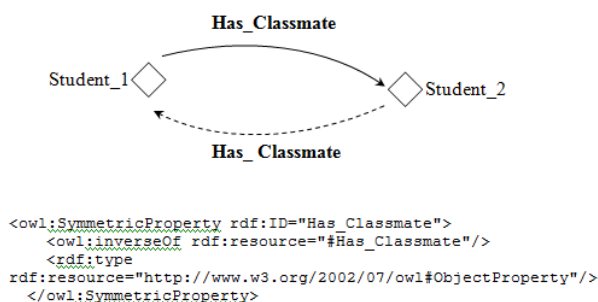 Has_Classmate
Student_1
Student_2
Has_ Classmate
<owl:SymmetricProperty rdf:ID="Has_Classmate">
<owl:inverseOf rdf:resource="#Has_Classmate"/>
<rdf:type
rdf:resource="http://www.w3.org/2002/07/owl#ObjectProperty"/>
</owl:SymmetricProperty>